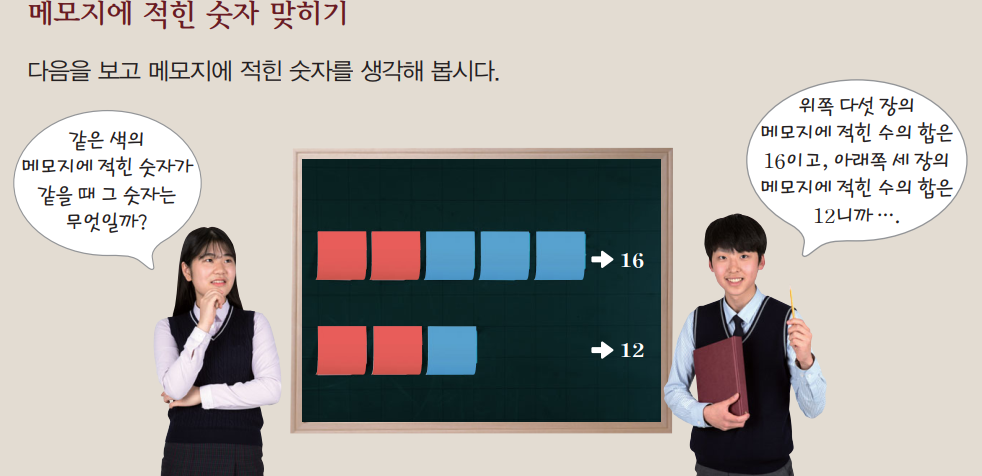 메모지에 적힌 숫자 맞히기
다음을 보고 메모지에 적힌 숫자를 생각해 봅시다.
같은 색의
메모지에 적힌 숫자가
같을 때 그 숫자는
무엇일까?
위쪽 다섯 장의
메모지에 적힌 수의 합은
16이고, 아래쪽 세 장의
메모지에 적힌 수의 합은
12니까 ….
→ 16
→ 12